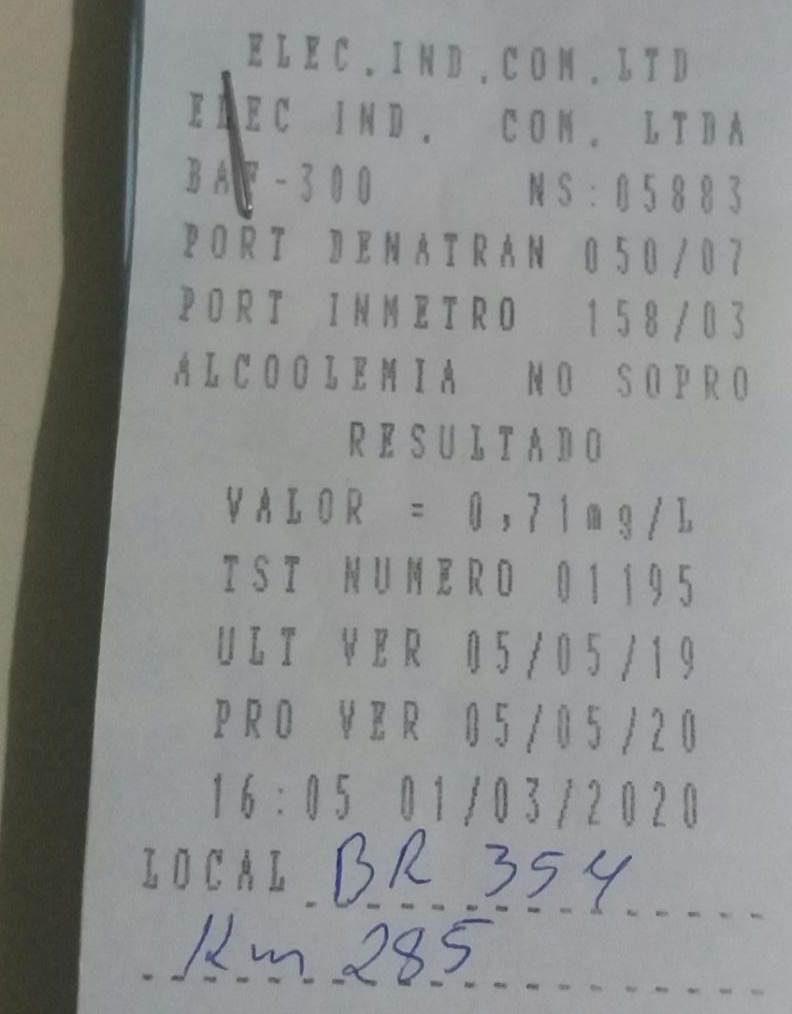 ELEC.IND.COM.LTD
ELEC IND. COM. LTDA
BAF-300 NS:05883
PORT DENATRAN 050/07
PORT INMETRO 158/03
ALCOOLEMIA NO SOPRO
RESULTADO
VALOR = 0,71mg/L
TST NUMERO 01195
ULT VER 05/05/19
PRO VER 05/05/20
16:05 01/03/2020
LOCAL BR 354
Km 285